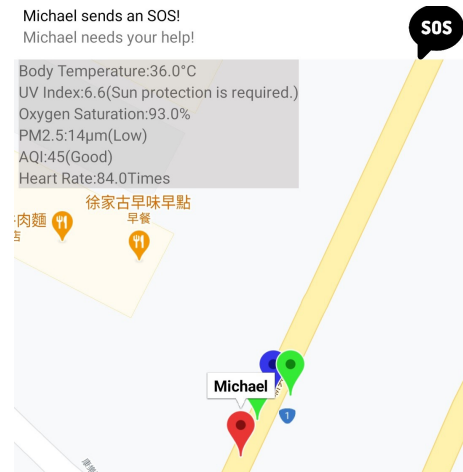 Michael sends an SOS!
Michael needs your help!
SOS
Body Temperature:36.0°C
UV Index:6.6(Sun protection is required.)
Oxygen Saturation:93.0%
PM2.5:14μm(Low)
AQI:45(Good)
Heart Rate:84.0Times
徐家古早味早點
早餐
肉麵
店
Michael
1